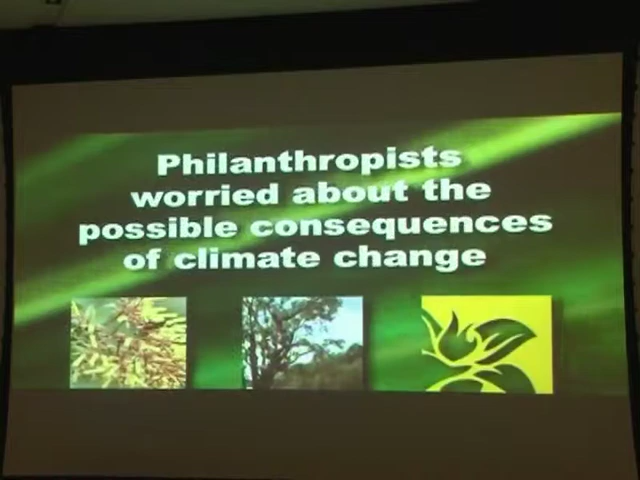 Philanthropists
worried about the
possible consequences
of climate change